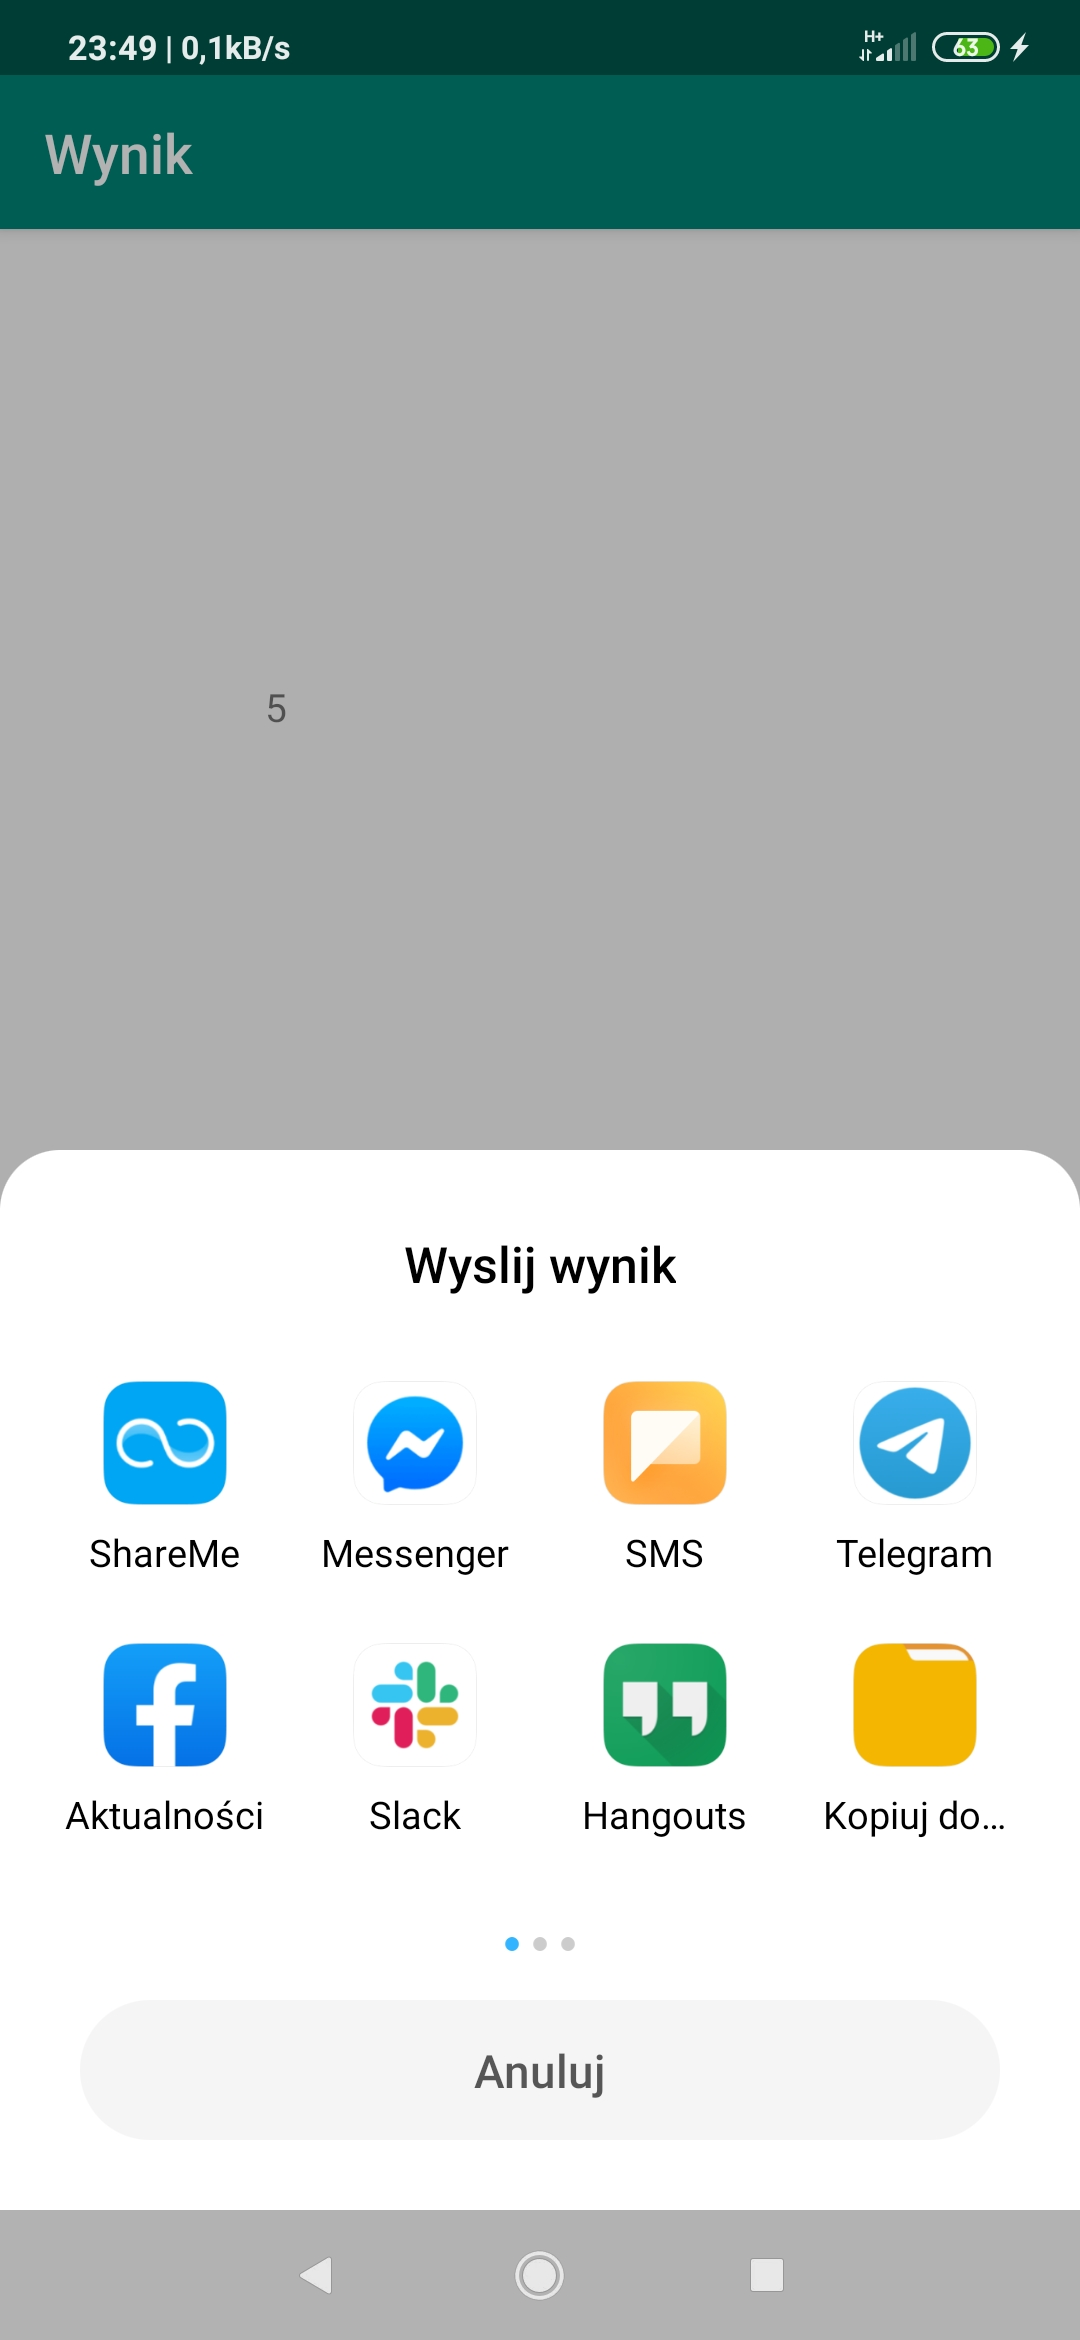 23:49 | 0,1kB/s H+ 63
Wynik
5
Wyslij wynik
ShareMe Messenger SMS Telegram
Aktualności Slack Hangouts Kopiuj do…
Anuluj